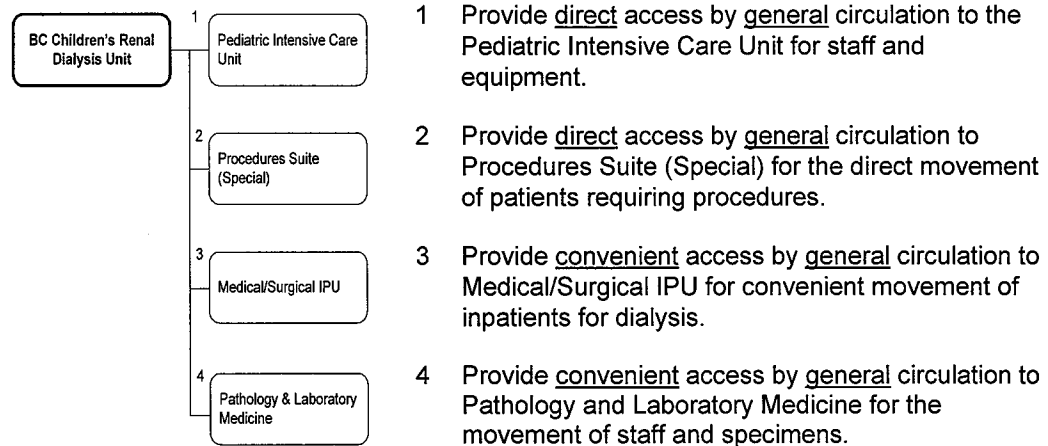 BC Children's Renal
Dialysis Unit
1
Pediatric Intensive Care
Unit
2
Procedures Suite
(Special)
3
Medical/Surgical IPU
4
Pathology & Laboratory
Medicine
1 Provide direct access by general circulation to the
Pediatric Intensive Care Unit for staff and
equipment.
2 Provide direct access by general circulation to
Procedures Suite (Special) for the direct movement
of patients requiring procedures.
3 Provide convenient access by general circulation to
Medical/Surgical IPU for convenient movement of
inpatients for dialysis.
4 Provide convenient access by general circulation to
Pathology and Laboratory Medicine for the
movement of staff and specimens.